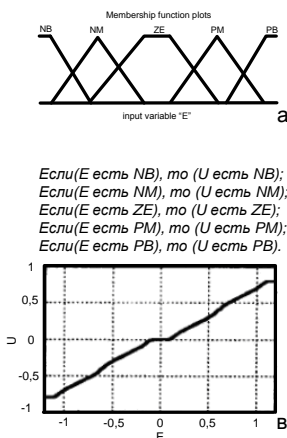 Membership function plots
NB NM ZE PM PB
input variable "E"
а
Если(E есть NB), то (U есть NB);
Если(E есть NM), то (U есть NM);
Если(E есть ZE), то (U есть ZE);
Если(E есть PM), то (U есть PM);
Если(E есть PB), то (U есть PB).
1
0,5
0
-0,5
-1
U
-1 -0,5 0 0,5 1
E
в